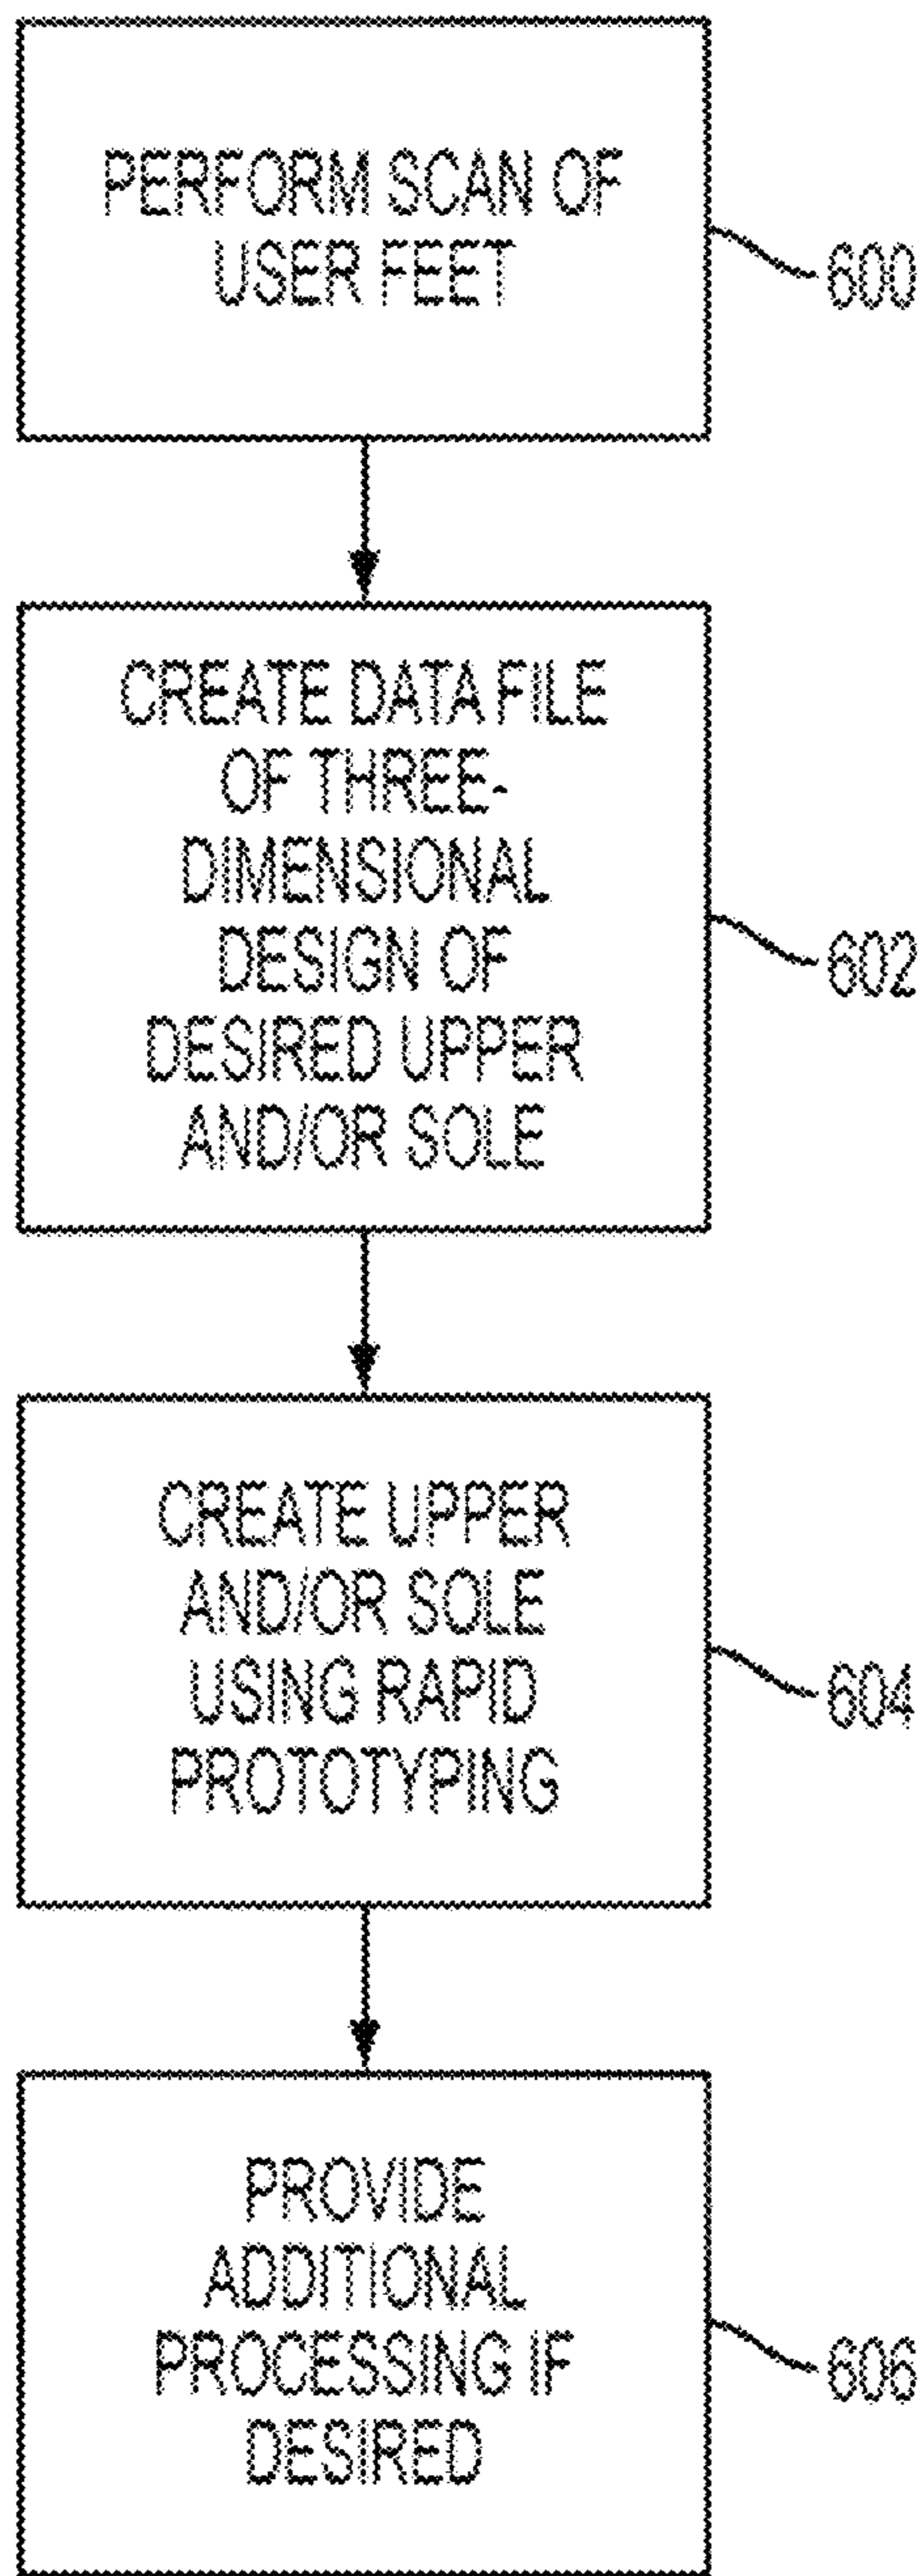 PERFORM SCAN OF
USER FEET
600
CREATE DATA FILE
OF THREE-
DIMENSIONAL
DESIGN OF
DESIRED UPPER
AND/OR SOLE
602
CREATE UPPER
AND/OR SOLE
USING RAPID
PROTOTYPING
604
PROVIDE
ADDITIONAL
PROCESSING IF
DESIRED
606